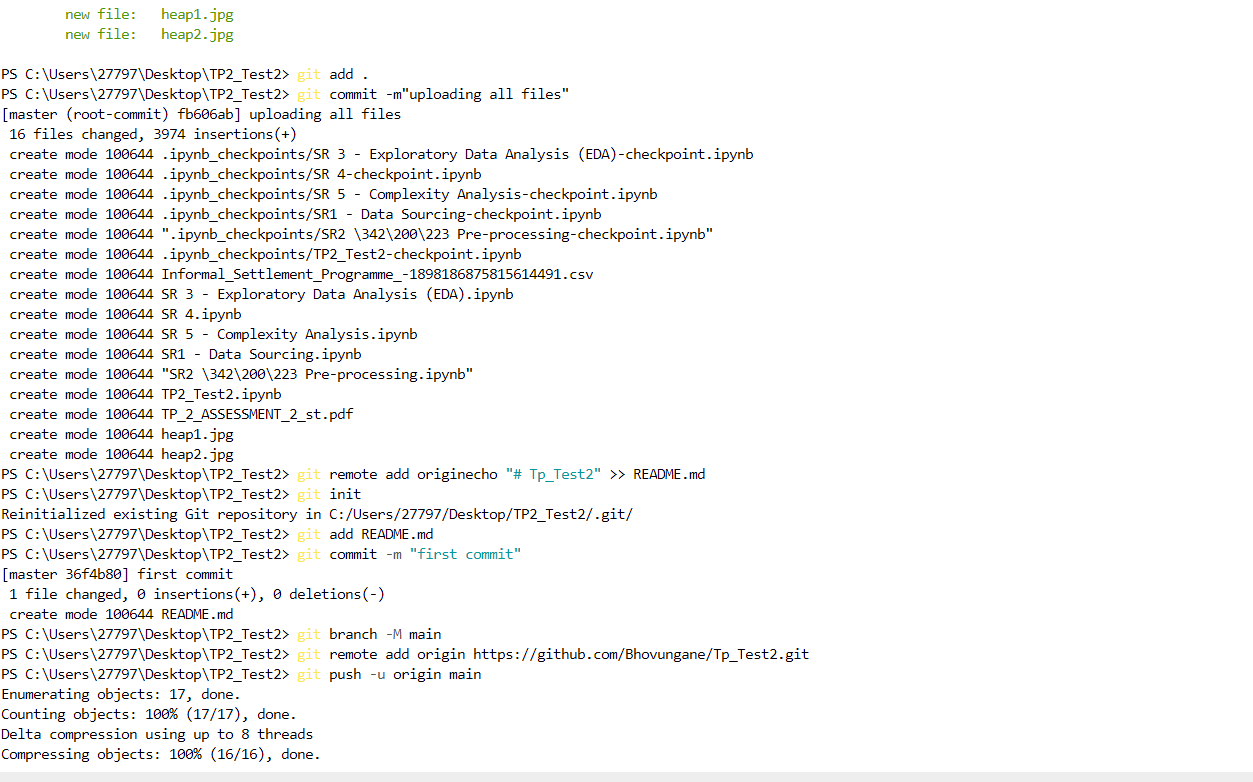 new file:   heap1.jpg
new file:   heap2.jpg
PS C:\Users\27797\Desktop\TP2_Test2> git add .
PS C:\Users\27797\Desktop\TP2_Test2> git commit -m"uploading all files"
[master (root-commit) fb606ab] uploading all files
 16 files changed, 3974 insertions(+)
 create mode 100644 .ipynb_checkpoints/SR 3 - Exploratory Data Analysis (EDA)-checkpoint.ipynb
 create mode 100644 .ipynb_checkpoints/SR 4-checkpoint.ipynb
 create mode 100644 .ipynb_checkpoints/SR 5 - Complexity Analysis-checkpoint.ipynb
 create mode 100644 .ipynb_checkpoints/SR1 - Data Sourcing-checkpoint.ipynb
 create mode 100644 ".ipynb_checkpoints/SR2 \342\200\223 Pre-processing-checkpoint.ipynb"
 create mode 100644 .ipynb_checkpoints/TP2_Test2-checkpoint.ipynb
 create mode 100644 Informal_Settlement_Programme_-1898186875815614491.csv
 create mode 100644 SR 3 - Exploratory Data Analysis (EDA).ipynb
 create mode 100644 SR 4.ipynb
 create mode 100644 SR 5 - Complexity Analysis.ipynb
 create mode 100644 SR1 - Data Sourcing.ipynb
 create mode 100644 "SR2 \342\200\223 Pre-processing.ipynb"
 create mode 100644 TP2_Test2.ipynb
 create mode 100644 TP_2_ASSESSMENT_2_st.pdf
 create mode 100644 heap1.jpg
 create mode 100644 heap2.jpg
PS C:\Users\27797\Desktop\TP2_Test2> git remote add originecho "# Tp_Test2" >> README.md
PS C:\Users\27797\Desktop\TP2_Test2> git init
Reinitialized existing Git repository in C:/Users/27797/Desktop/TP2_Test2/.git/
PS C:\Users\27797\Desktop\TP2_Test2> git add README.md
PS C:\Users\27797\Desktop\TP2_Test2> git commit -m "first commit"
[master 36f4b80] first commit
 1 file changed, 0 insertions(+), 0 deletions(-)
 create mode 100644 README.md
PS C:\Users\27797\Desktop\TP2_Test2> git branch -M main
PS C:\Users\27797\Desktop\TP2_Test2> git remote add origin https://github.com/Bhovungane/Tp_Test2.git
PS C:\Users\27797\Desktop\TP2_Test2> git push -u origin main
Enumerating objects: 17, done.
Counting objects: 100% (17/17), done.
Delta compression using up to 8 threads
Compressing objects: 100% (16/16), done.